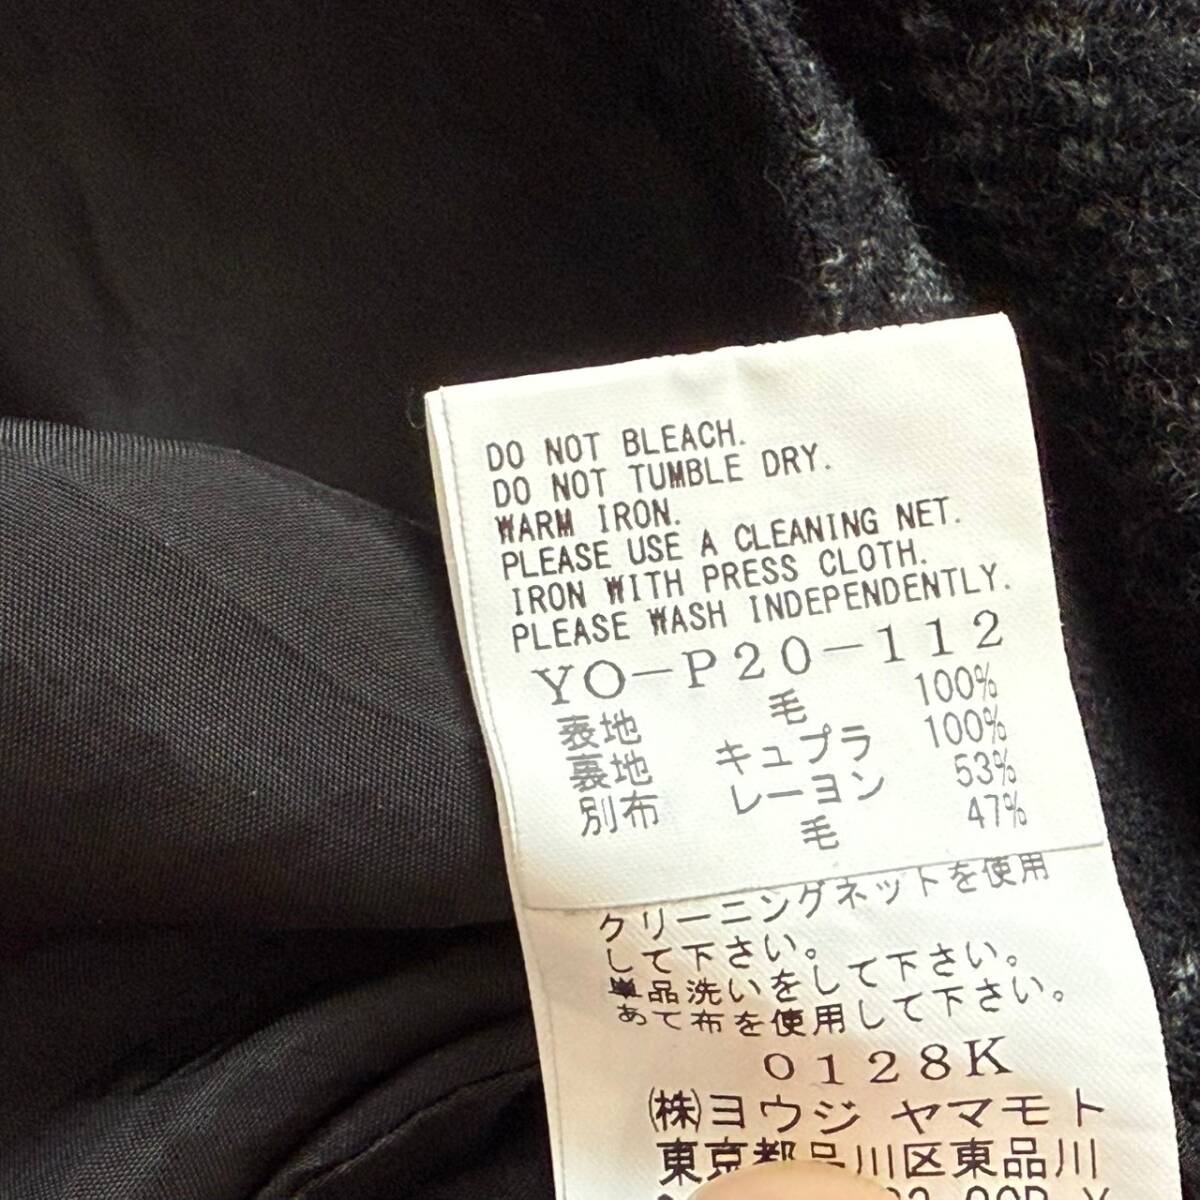 DO NOT BLEACH.
DO NOT TUMBLE DRY.
WARM IRON.
PLEASE USE A CLEANING NET.
IRON WITH PRESS CLOTH.
PLEASE WASH INDEPENDENTLY.
YO-P20-112
表地 毛 100%
裏地 キュプラ 100%
別布 レーヨン 53%
毛 47%
クリーニングネットを使用
して下さい。
単品洗いをして下さい。
あて布を使用して下さい。
0128K
(株)ヨウジ ヤマモト
東京都品川区東品川